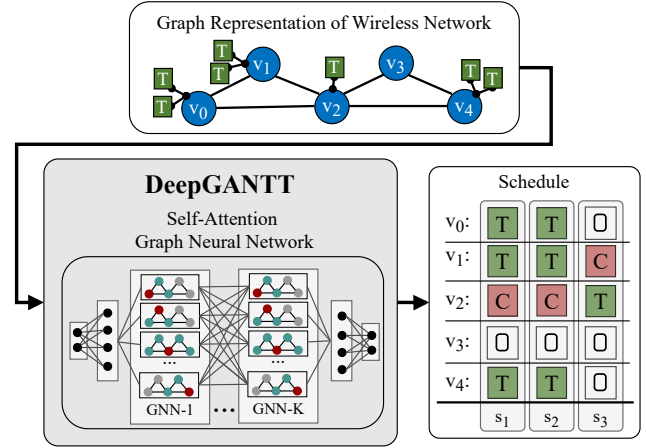 Graph Representation of Wireless Network
T T T T T T T
v0 v1 v2 v3 v4
DeepGANTT
Self-Attention
Graph Neural Network
... ...
GNN-1 ... GNN-K
Schedule
v0: T T O
v1: T T C
v2: C C T
v3: O O O
v4: T T O
s1 s2 s3